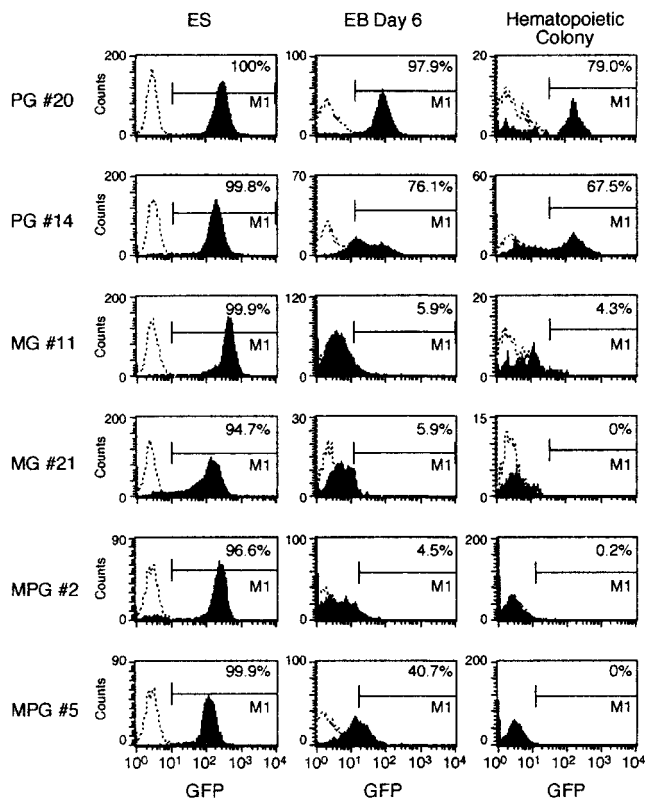 ES EB Day 6 Hematopoietic
Colony
PG #20
Counts 200 0 100% M1
100 0 97.9% M1
20 0 79.0% M1
PG #14
Counts 200 0 99.8% M1
70 0 76.1% M1
60 0 67.5% M1
MG #11
Counts 200 0 99.9% M1
120 0 5.9% M1
20 0 4.3% M1
MG #21
Counts 200 0 94.7% M1
30 0 5.9% M1
15 0 0% M1
MPG #2
Counts 90 0 96.6% M1
100 0 4.5% M1
200 0 0.2% M1
MPG #5
Counts 90 0 99.9% M1
100 0 40.7% M1
200 0 0% M1
10⁰ 10¹ 10² 10³ 10⁴ 10⁰ 10¹ 10² 10³ 10⁴ 10⁰ 10¹ 10² 10³ 10⁴
GFP GFP GFP